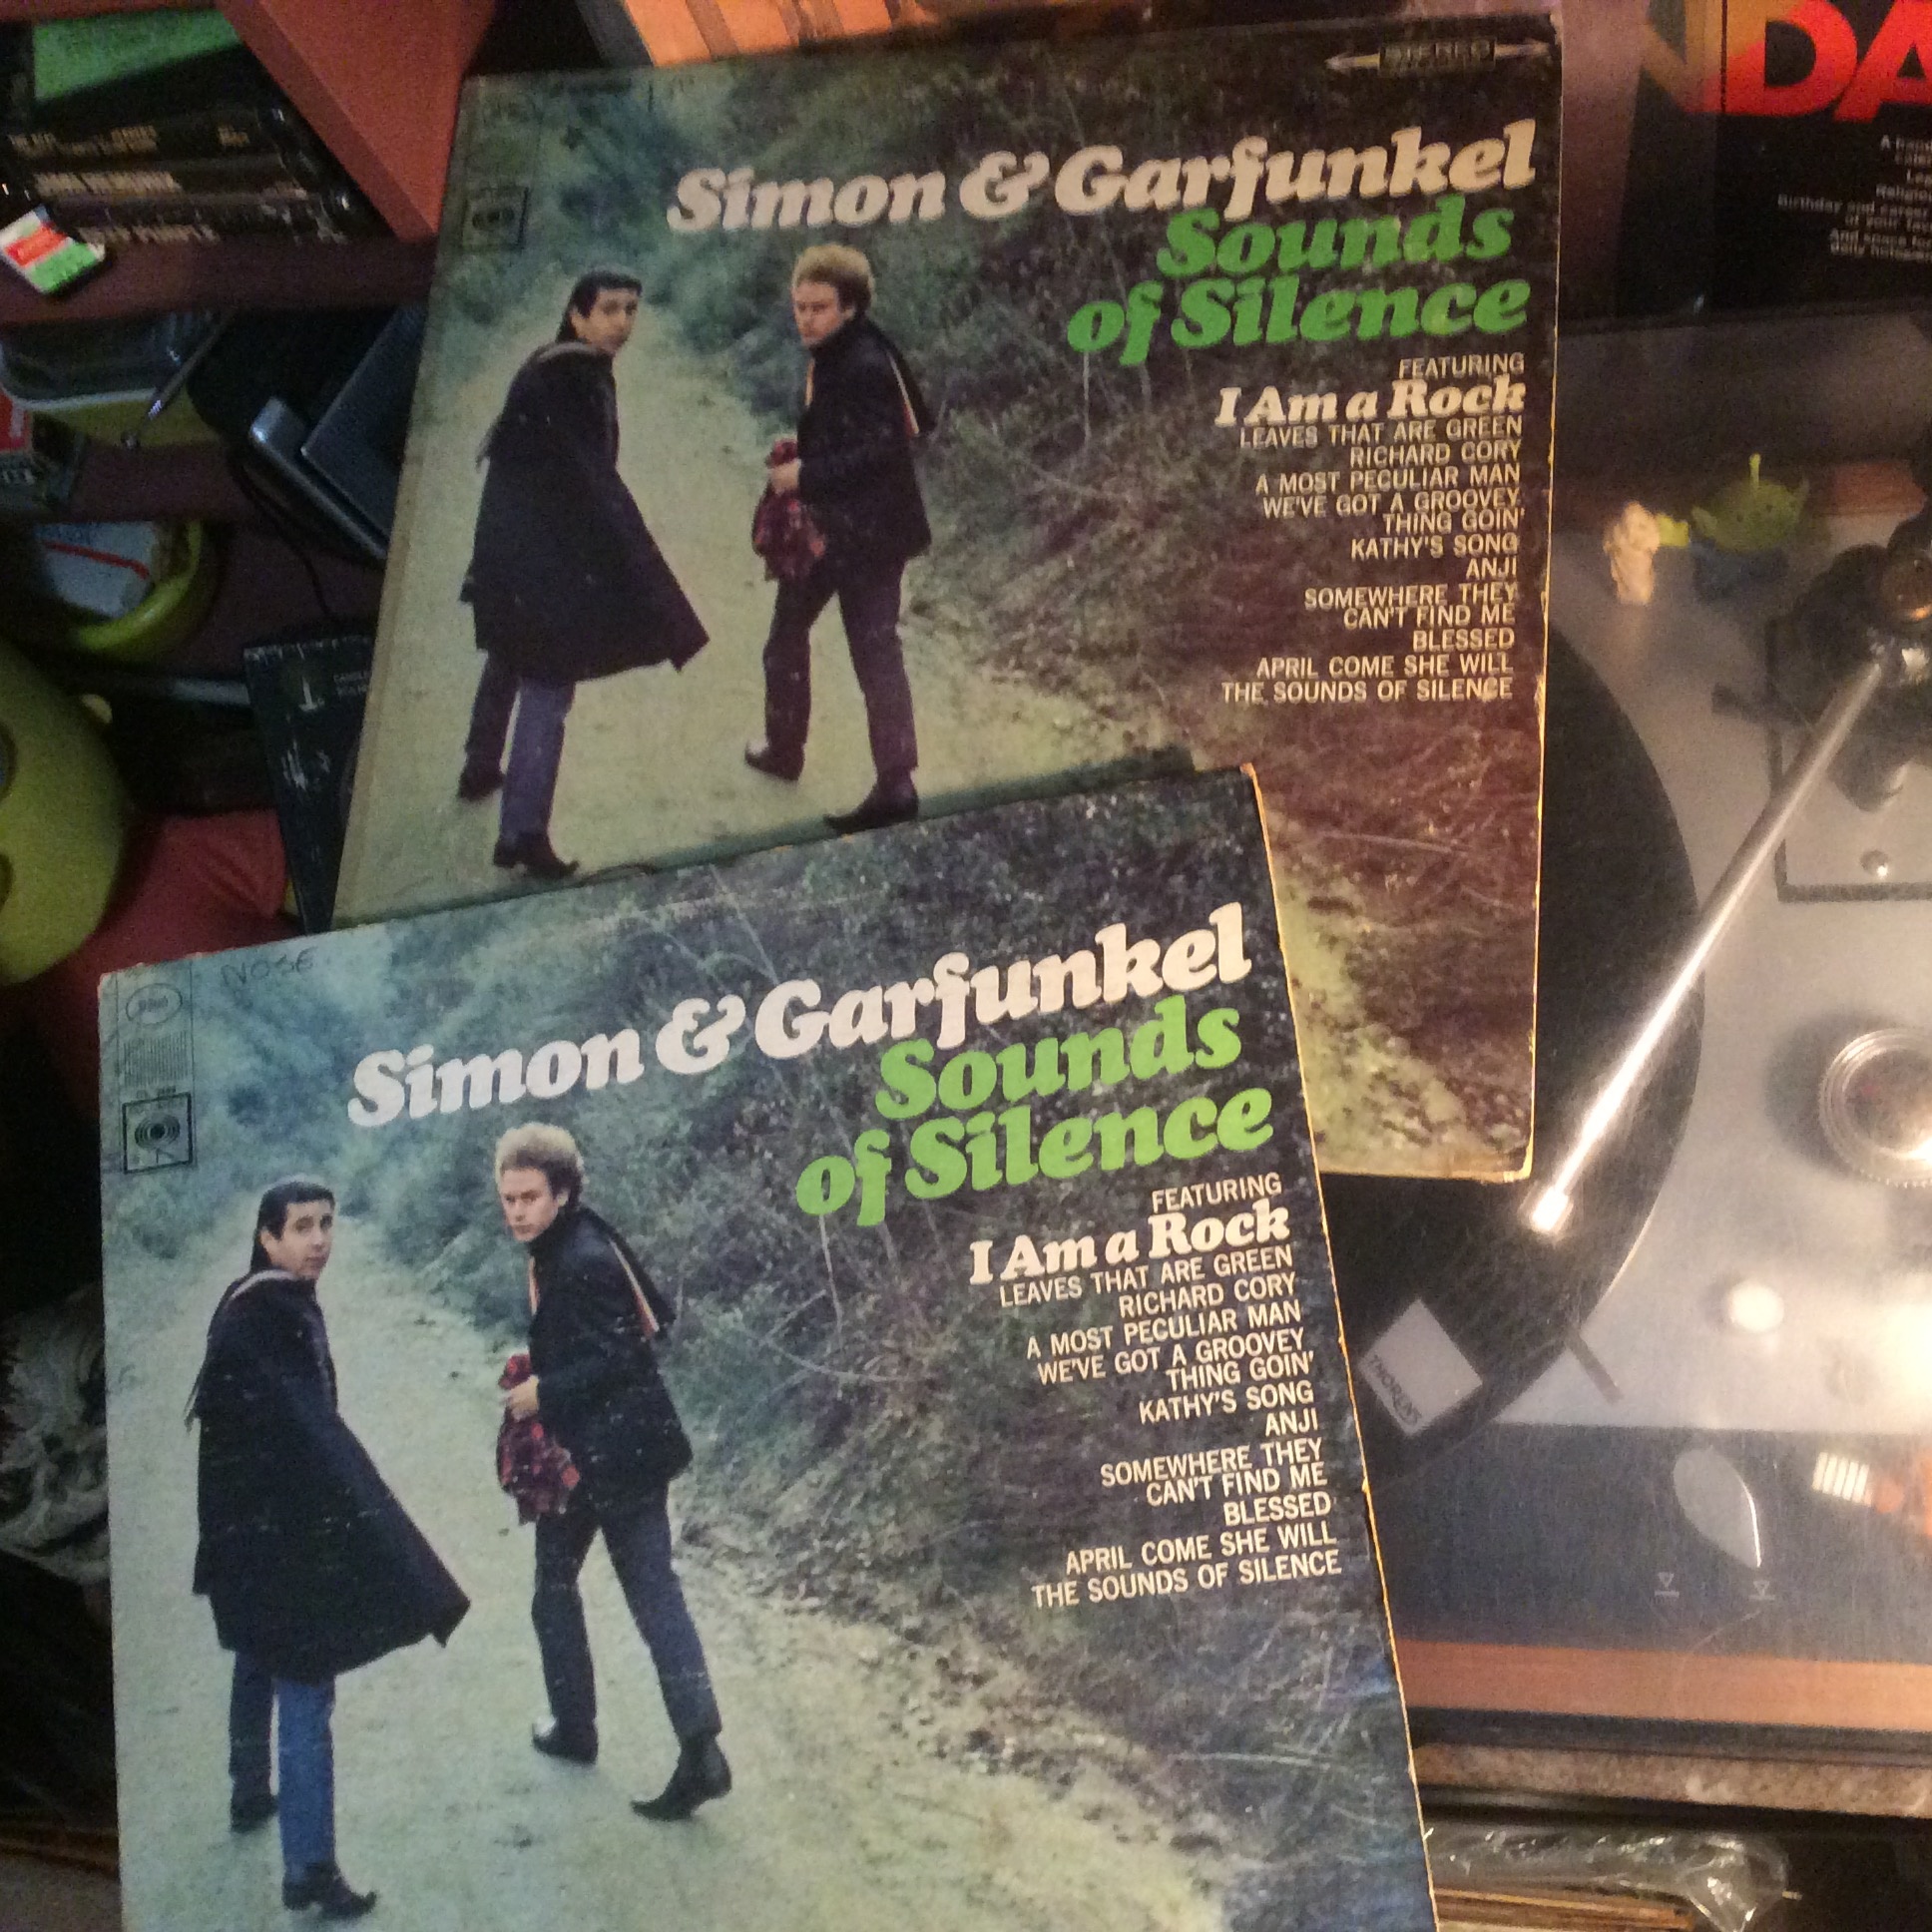 STEREO
DA
Simon & Garfunkel
Sounds
of Silence
FEATURING
I Am a Rock
LEAVES THAT ARE GREEN
RICHARD CORY
A MOST PECULIAR MAN
WE'VE GOT A GROOVEY
THING GOIN'
KATHY'S SONG
ANJI
SOMEWHERE THEY
CAN'T FIND ME
BLESSED
APRIL COME SHE WILL
THE SOUNDS OF SILENCE
NOSE
Simon & Garfunkel
Sounds
of Silence
FEATURING
I Am a Rock
LEAVES THAT ARE GREEN
RICHARD CORY
A MOST PECULIAR MAN
WE'VE GOT A GROOVEY
THING GOIN'
KATHY'S SONG
ANJI
SOMEWHERE THEY
CAN'T FIND ME
BLESSED
APRIL COME SHE WILL
THE SOUNDS OF SILENCE
THORENS